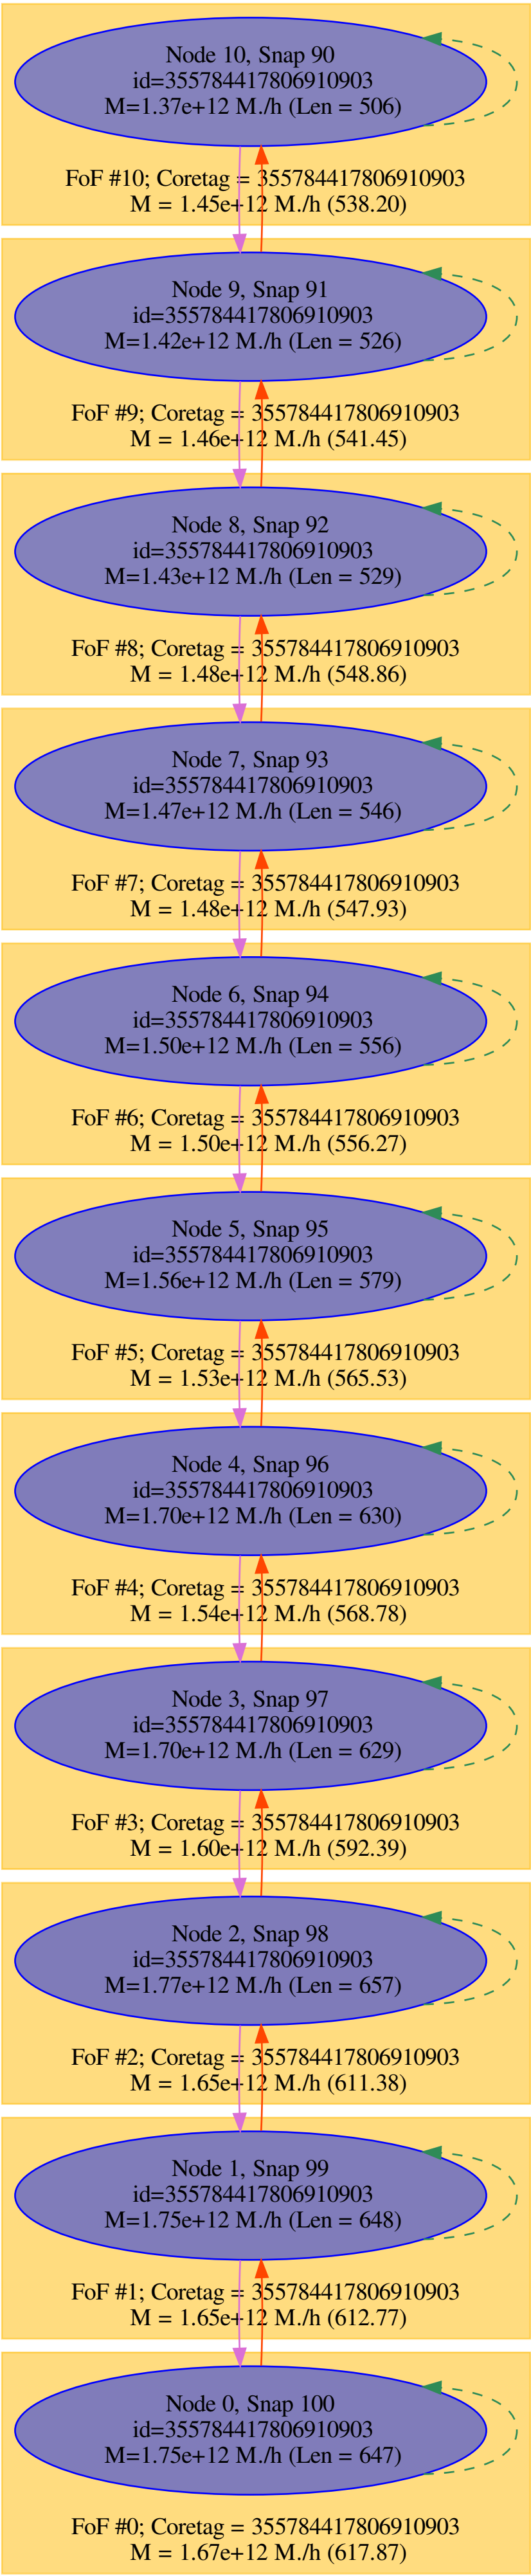 Node 10, Snap 90
id=355784417806910903
M=1.37e+12 M./h (Len = 506)
FoF #10; Coretag = 355784417806910903
M = 1.45e+12 M./h (538.20)
Node 9, Snap 91
id=355784417806910903
M=1.42e+12 M./h (Len = 526)
FoF #9; Coretag = 355784417806910903
M = 1.46e+12 M./h (541.45)
Node 8, Snap 92
id=355784417806910903
M=1.43e+12 M./h (Len = 529)
FoF #8; Coretag = 355784417806910903
M = 1.48e+12 M./h (548.86)
Node 7, Snap 93
id=355784417806910903
M=1.47e+12 M./h (Len = 546)
FoF #7; Coretag = 355784417806910903
M = 1.48e+12 M./h (547.93)
Node 6, Snap 94
id=355784417806910903
M=1.50e+12 M./h (Len = 556)
FoF #6; Coretag = 355784417806910903
M = 1.50e+12 M./h (556.27)
Node 5, Snap 95
id=355784417806910903
M=1.56e+12 M./h (Len = 579)
FoF #5; Coretag = 355784417806910903
M = 1.53e+12 M./h (565.53)
Node 4, Snap 96
id=355784417806910903
M=1.70e+12 M./h (Len = 630)
FoF #4; Coretag = 355784417806910903
M = 1.54e+12 M./h (568.78)
Node 3, Snap 97
id=355784417806910903
M=1.70e+12 M./h (Len = 629)
FoF #3; Coretag = 355784417806910903
M = 1.60e+12 M./h (592.39)
Node 2, Snap 98
id=355784417806910903
M=1.77e+12 M./h (Len = 657)
FoF #2; Coretag = 355784417806910903
M = 1.65e+12 M./h (611.38)
Node 1, Snap 99
id=355784417806910903
M=1.75e+12 M./h (Len = 648)
FoF #1; Coretag = 355784417806910903
M = 1.65e+12 M./h (612.77)
Node 0, Snap 100
id=355784417806910903
M=1.75e+12 M./h (Len = 647)
FoF #0; Coretag = 355784417806910903
M = 1.67e+12 M./h (617.87)